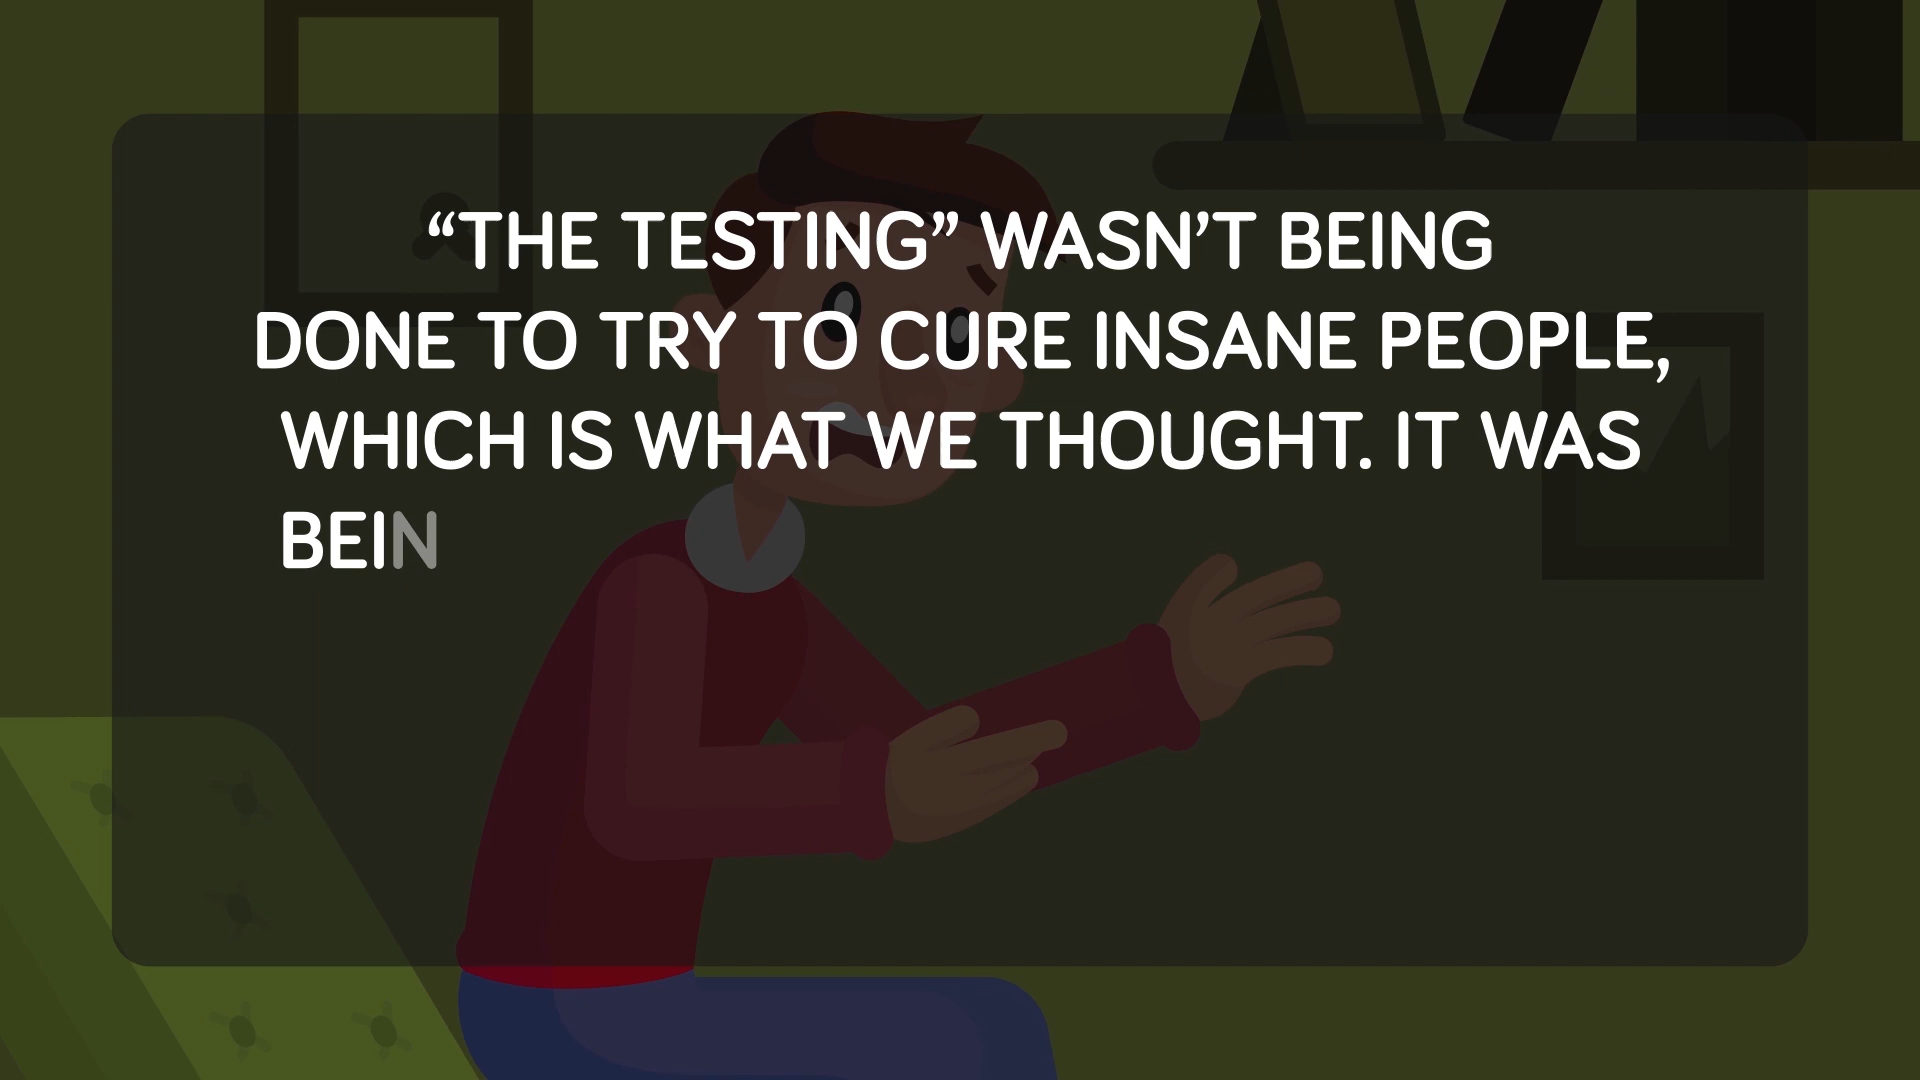 “THE TESTING” WASN’T BEING
DONE TO TRY TO CURE INSANE PEOPLE,
WHICH IS WHAT WE THOUGHT. IT WAS
BEIN